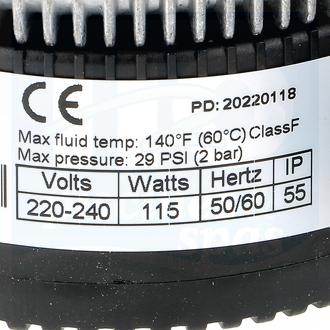 CE
PD: 20220118
Max fluid temp: 140°F (60°C) ClassF
Max pressure: 29 PSI (2 bar)
Volts Watts Hertz IP
220-240 115 50/60 55